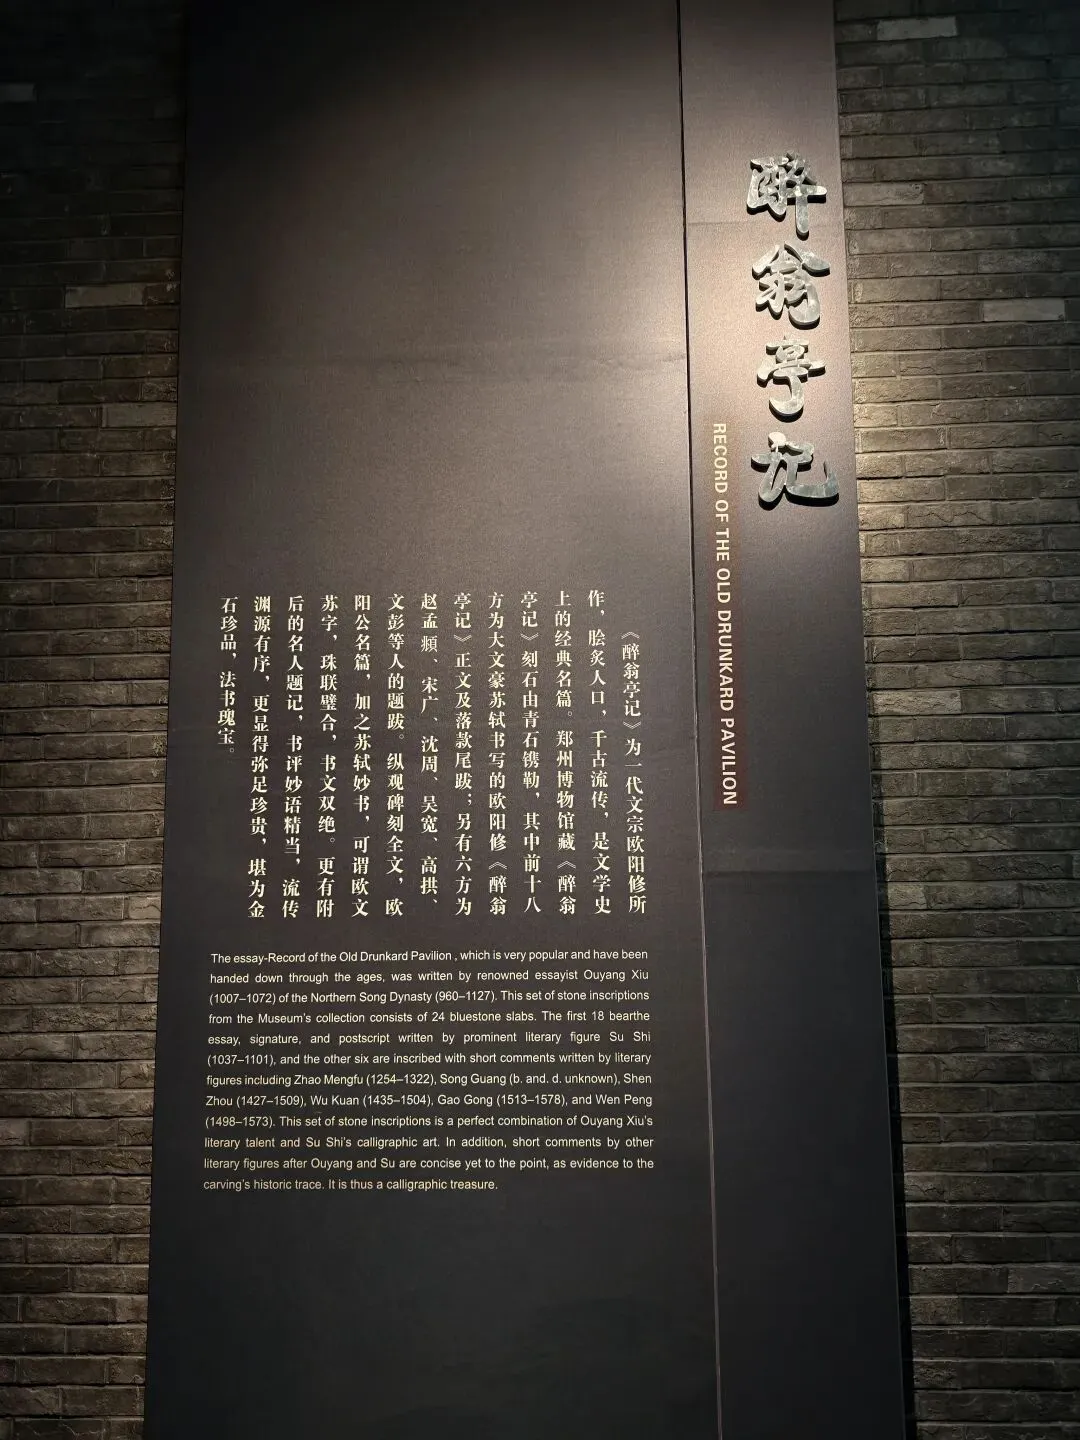 醉翁亭记
RECORD OF THE OLD DRUNKARD PAVILION
《醉翁亭记》为一代文宗欧阳修所
作，脍炙人口，千古流传，是文学史
上的经典名篇。郑州博物馆藏《醉翁
亭记》刻石由青石镌勒，其中前十八
方为大文豪苏轼书写的欧阳修《醉翁
亭记》正文及落款尾跋；另有六方为
赵孟頫、宋广、沈周、吴宽、高拱、
文彭等人的题跋。纵观碑刻全文，欧
阳公名篇，加之苏轼妙书，可谓欧文
苏字，珠联璧合，书文双绝。更有附
后的名人题记，书评妙语精当，流传
渊源有序，更显得弥足珍贵，堪为金
石珍品，法书瑰宝。
The essay-Record of the Old Drunkard Pavilion , which is very popular and have been
handed down through the ages, was written by renowned essayist Ouyang Xiu
(1007–1072) of the Northern Song Dynasty (960–1127). This set of stone inscriptions
from the Museum's collection consists of 24 bluestone slabs. The first 18 bearthe
essay, signature, and postscript written by prominent literary figure Su Shi
(1037–1101), and the other six are inscribed with short comments written by literary
figures including Zhao Mengfu (1254–1322), Song Guang (b. and. d. unknown), Shen
Zhou (1427–1509), Wu Kuan (1435–1504), Gao Gong (1513–1578), and Wen Peng
(1498–1573). This set of stone inscriptions is a perfect combination of Ouyang Xiu's
literary talent and Su Shi's calligraphic art. In addition, short comments by other
literary figures after Ouyang and Su are concise yet to the point, as evidence to the
carving's historic trace. It is thus a calligraphic treasure.